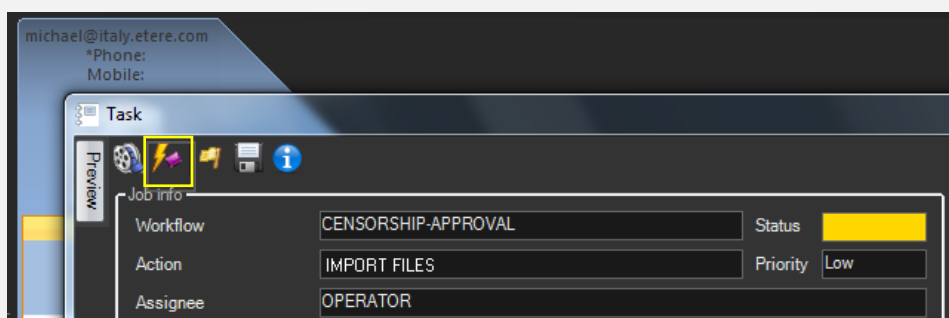 michael@italy.etere.com
*Phone:
Mobile:
Task
Preview
Job info
Workflow CENSORSHIP-APPROVAL Status
Action IMPORT FILES Priority Low
Assignee OPERATOR